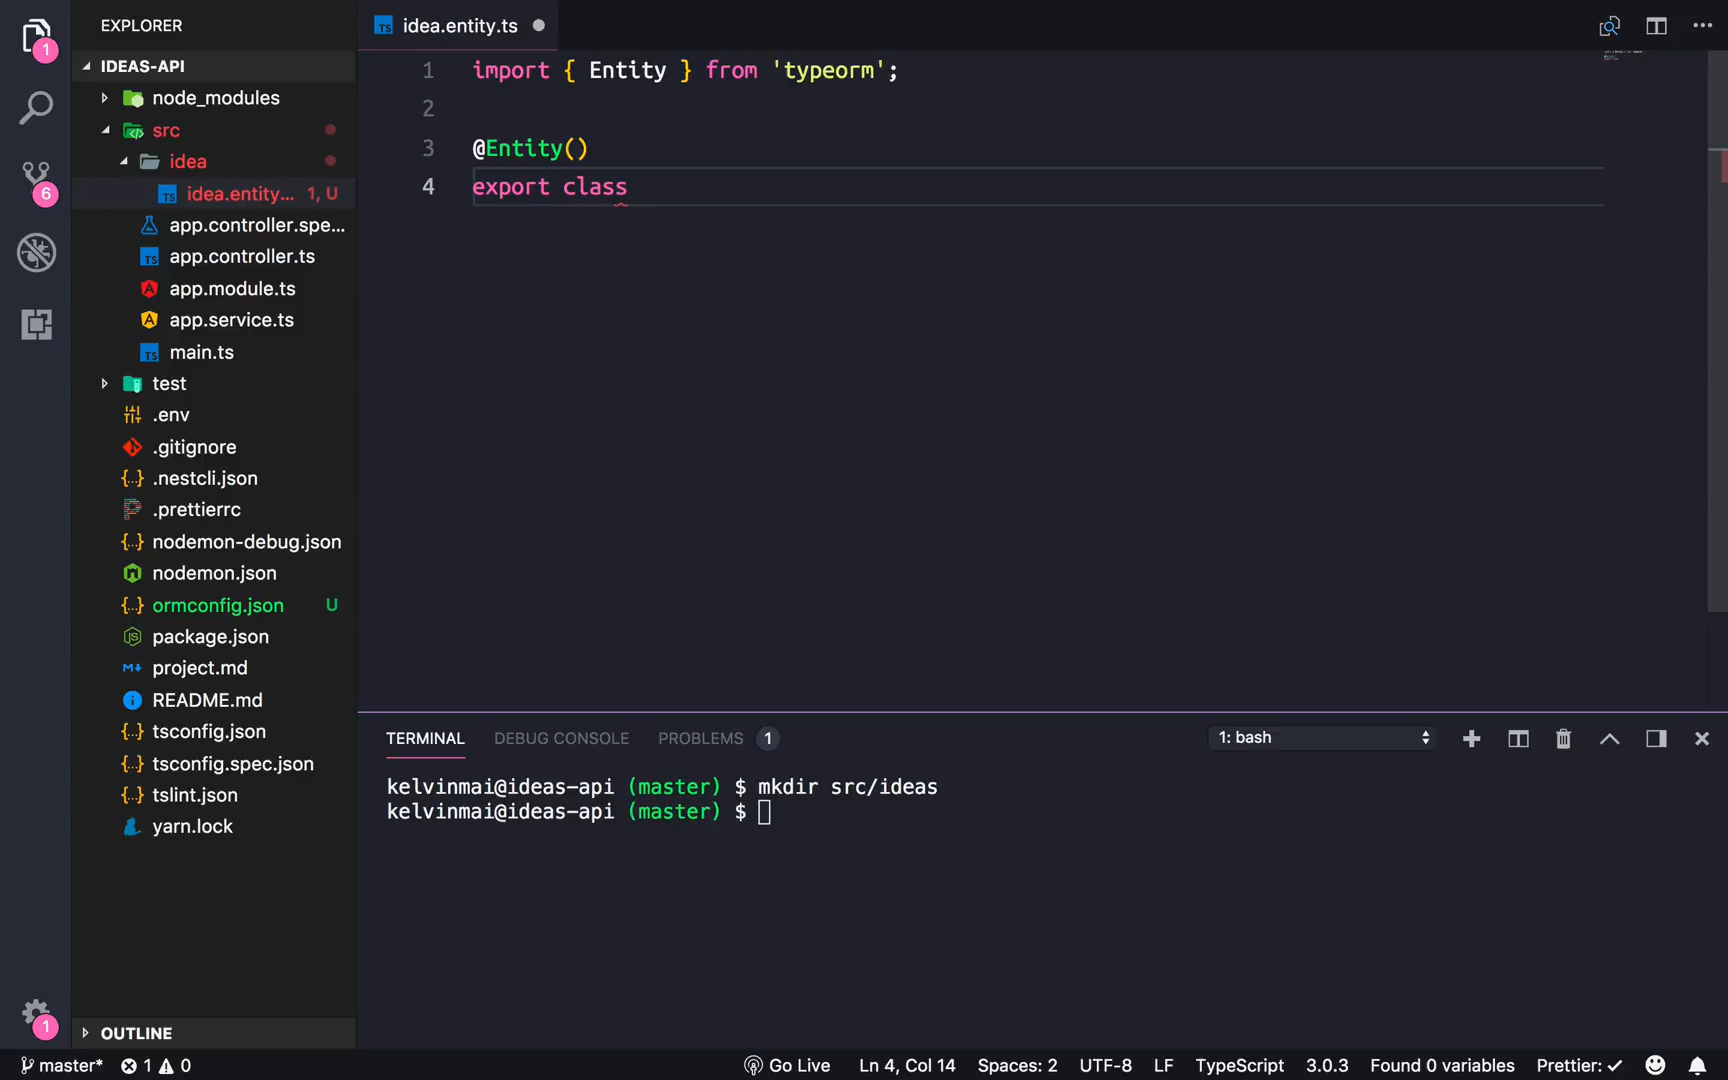 EXPLORER
IDEAS-API
node_modules
src
idea
idea.entity... 1, U
app.controller.spe...
app.controller.ts
app.module.ts
app.service.ts
main.ts
test
.env
.gitignore
.nestcli.json
.prettierrc
nodemon-debug.json
nodemon.json
ormconfig.json U
package.json
project.md
README.md
tsconfig.json
tsconfig.spec.json
tslint.json
yarn.lock
OUTLINE
1
6
1
TS idea.entity.ts
1 import { Entity } from 'typeorm';
2
3 @Entity()
4 export class
TERMINAL DEBUG CONSOLE PROBLEMS 1 1: bash
kelvinmai@ideas-api (master) $ mkdir src/ideas
kelvinmai@ideas-api (master) $
master* 1 0 Go Live Ln 4, Col 14 Spaces: 2 UTF-8 LF TypeScript 3.0.3 Found 0 variables Prettier: ✓